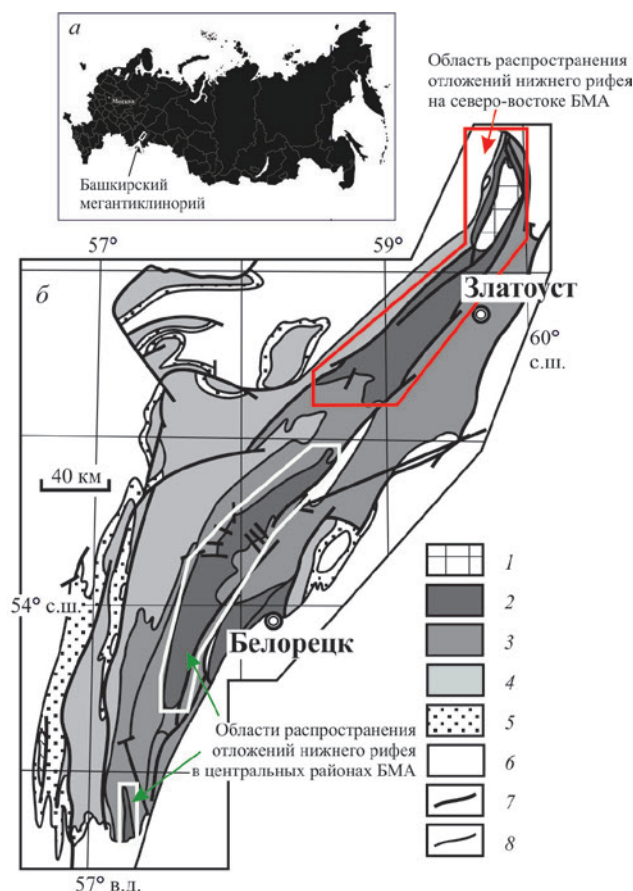 а
Москва
Башкирский
мегантиклинорий
Область распространения
отложений нижнего рифея
на северо-востоке БМА
57°
59°
б
Златоуст
60°
с.ш.
40 км
54° с.ш.
Белорецк
Области распространения
отложений нижнего рифея
в центральных районах БМА
57° в.д.
1
2
3
4
5
6
7
8